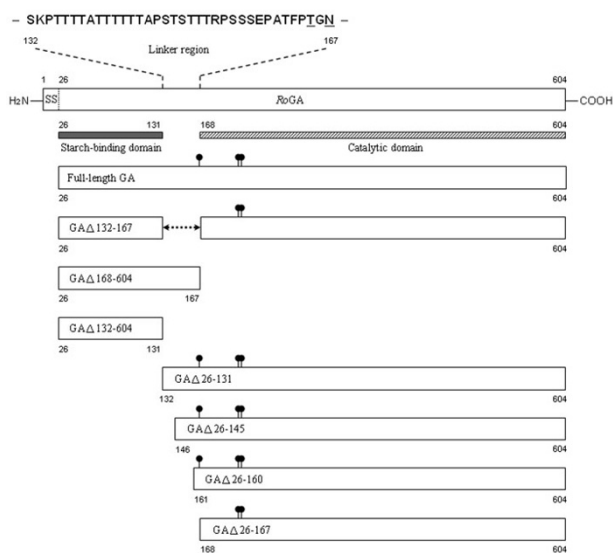 – SKPTTTTATTTTTTAPSTSTTTRPSSSEPATFPTGN –
132 Linker region 167
1 26 604
H₂N SS RoGA COOH
26 131 168 604
Starch-binding domain Catalytic domain
Full-length GA
26 604
GAΔ132-167
26 604
GAΔ168-604
26 167
GAΔ132-604
26 131
GAΔ26-131
132 604
GAΔ26-145
146 604
GAΔ26-160
161 604
GAΔ26-167
168 604